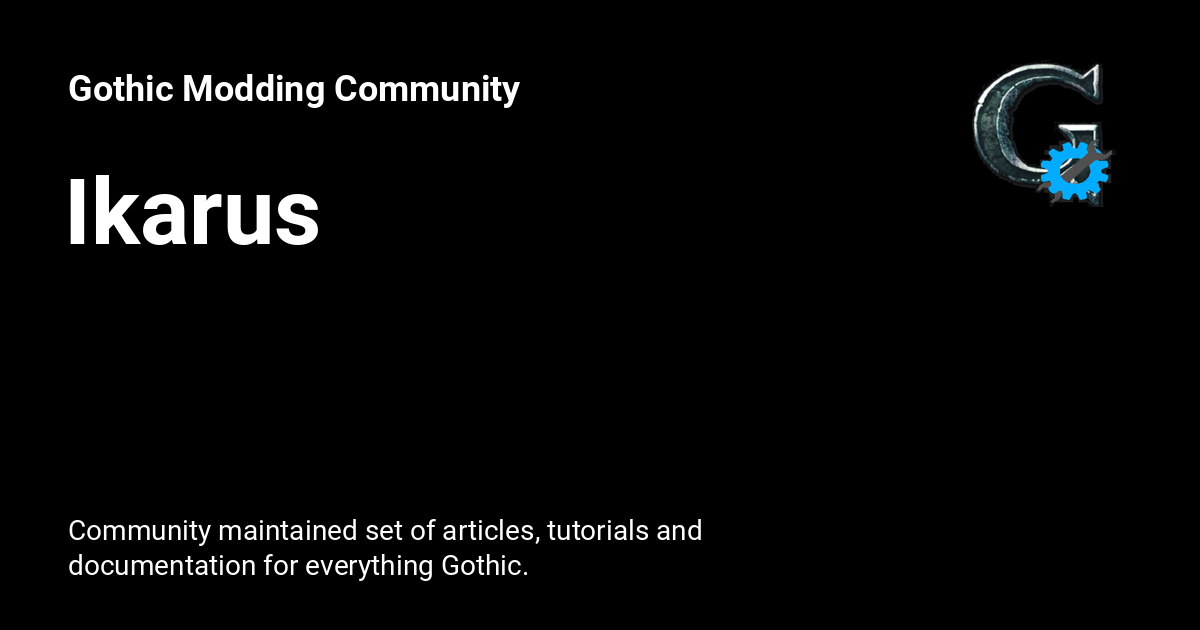 Gothic Modding Community
Ikarus
Community maintained set of articles, tutorials and
documentation for everything Gothic.